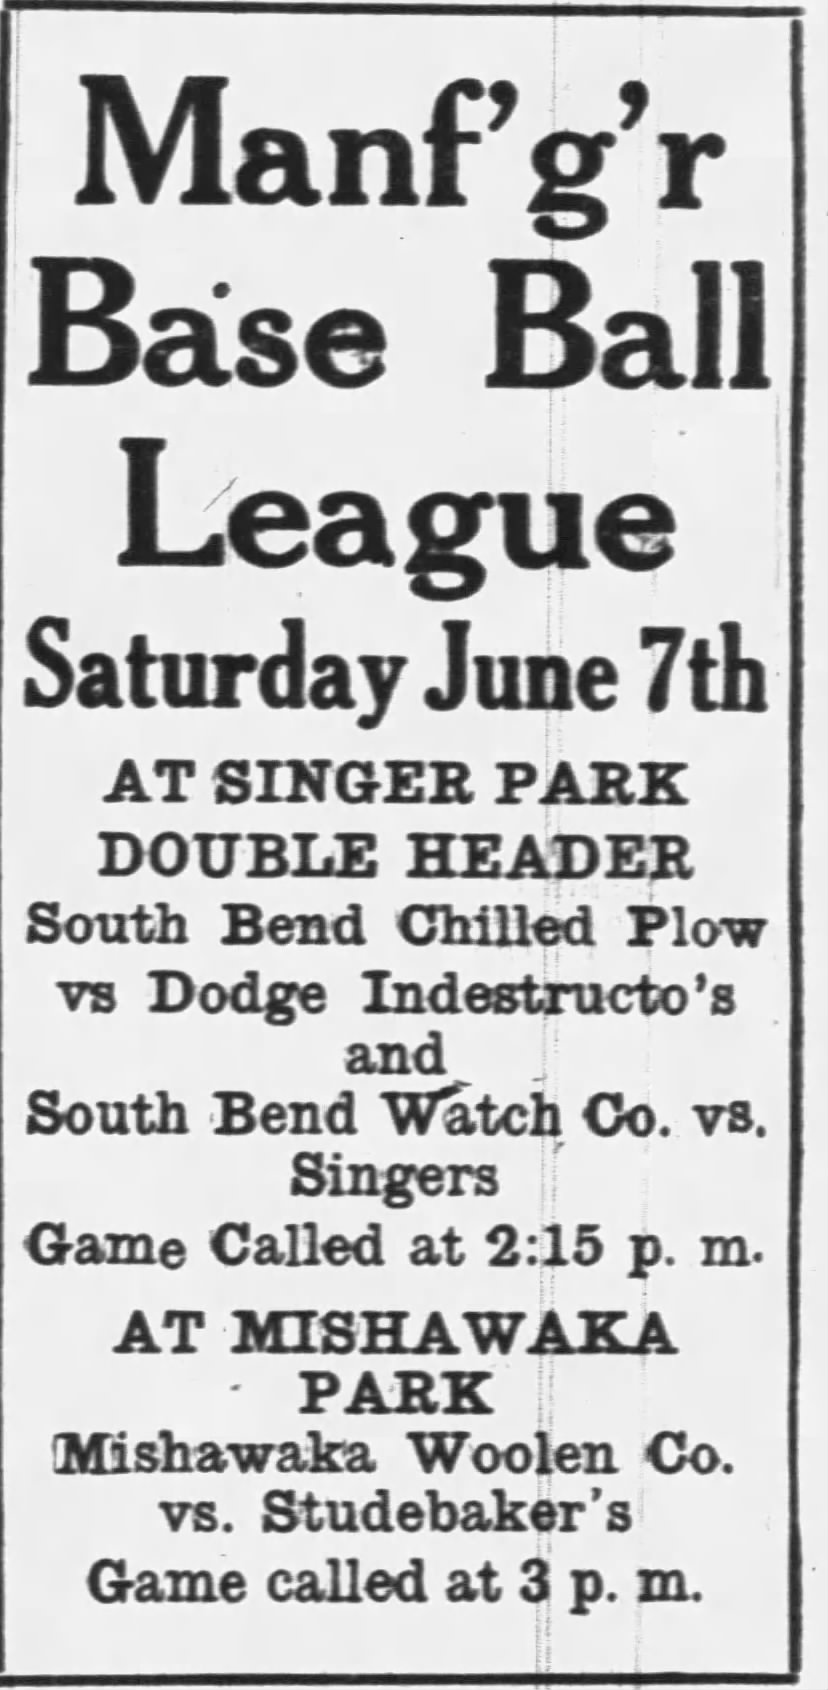 Manf'g'r
Base Ball
League
Saturday June 7th
AT SINGER PARK
DOUBLE HEADER
South Bend Chilled Plow
vs Dodge Indestructo's
and
South Bend Watch Co. vs.
Singers
Game Called at 2:15 p. m.
AT MISHAWAKA
PARK
Mishawaka Woolen Co.
vs. Studebaker's
Game called at 3 p. m.